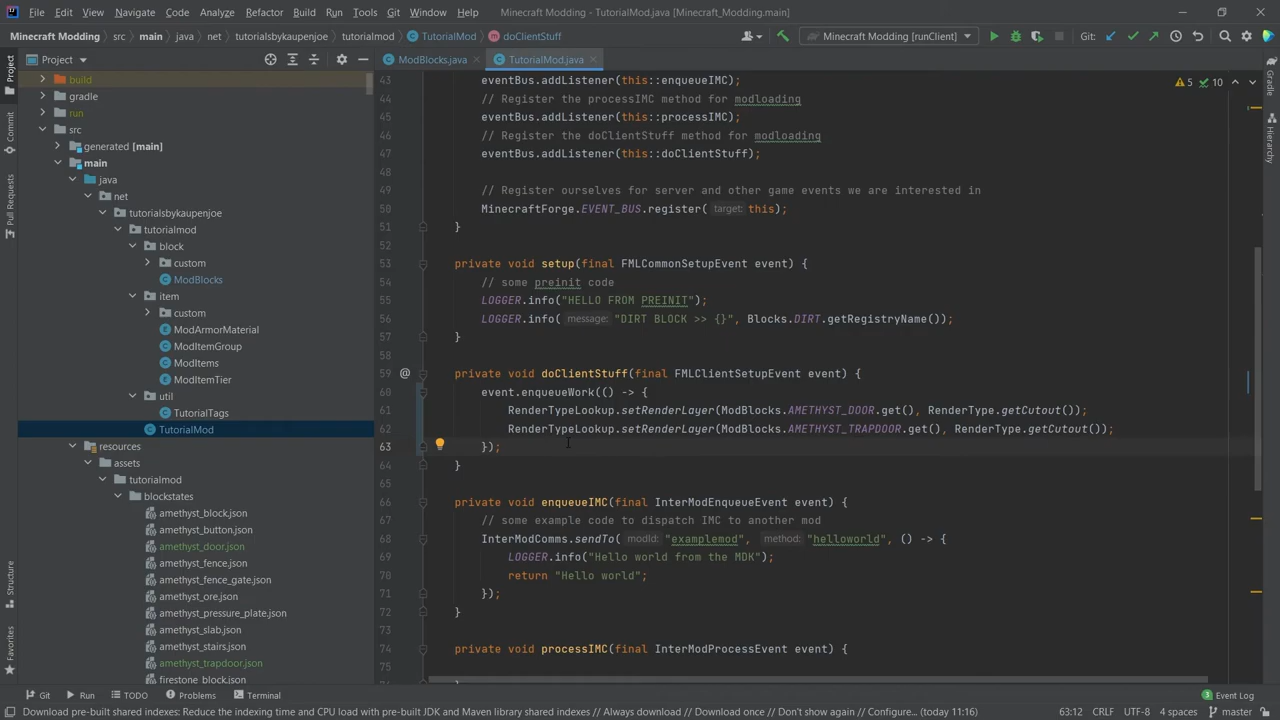 File Edit View Navigate Code Analyze Refactor Build Run Tools Git Window Help Minecraft Modding - TutorialMod.java [Minecraft_Modding.main]
Minecraft Modding src main java net tutorialsbykaupenjoe tutorialmod TutorialMod doClientStuff Minecraft Modding [runClient] Git:
Project ModBlocks.java TutorialMod.java
Project
Commit
Pull Requests
Structure
Favorites
build
gradle
run
src
generated [main]
main
java
net
tutorialsbykaupenjoe
tutorialmod
block
custom
ModBlocks
item
custom
ModArmorMaterial
ModItemGroup
ModItems
ModItemTier
util
TutorialTags
TutorialMod
resources
assets
tutorialmod
blockstates
amethyst_block.json
amethyst_button.json
amethyst_door.json
amethyst_fence.json
amethyst_fence_gate.json
amethyst_ore.json
amethyst_pressure_plate.json
amethyst_slab.json
amethyst_stairs.json
amethyst_trapdoor.json
firestone_block.json
5 10
43 eventBus.addListener(this::enqueueIMC);
44 // Register the processIMC method for modloading
45 eventBus.addListener(this::processIMC);
46 // Register the doClientStuff method for modloading
47 eventBus.addListener(this::doClientStuff);
48
49 // Register ourselves for server and other game events we are interested in
50 MinecraftForge.EVENT_BUS.register( target: this);
51 }
52
53 private void setup(final FMLCommonSetupEvent event) {
54 // some preinit code
55 LOGGER.info("HELLO FROM PREINIT");
56 LOGGER.info( message: "DIRT BLOCK >> {}", Blocks.DIRT.getRegistryName());
57 }
58
59 @ private void doClientStuff(final FMLClientSetupEvent event) {
60 event.enqueueWork(() -> {
61 RenderTypeLookup.setRenderLayer(ModBlocks.AMETHYST_DOOR.get(), RenderType.getCutout());
62 RenderTypeLookup.setRenderLayer(ModBlocks.AMETHYST_TRAPDOOR.get(), RenderType.getCutout());
63 });
64 }
65
66 private void enqueueIMC(final InterModEnqueueEvent event) {
67 // some example code to dispatch IMC to another mod
68 InterModComms.sendTo( modId: "examplemod", method: "helloworld", () -> {
69 LOGGER.info("Hello world from the MDK");
70 return "Hello world";
71 });
72 }
73
74 private void processIMC(final InterModProcessEvent event) {
75
Gradle
Hierarchy
Git Run TODO Problems Terminal 3 Event Log
Download pre-built shared indexes: Reduce the indexing time and CPU load with pre-built JDK and Maven library shared indexes // Always download // Download once // Don't show again // Configure... (today 11:16) 63:12 CRLF UTF-8 4 spaces master